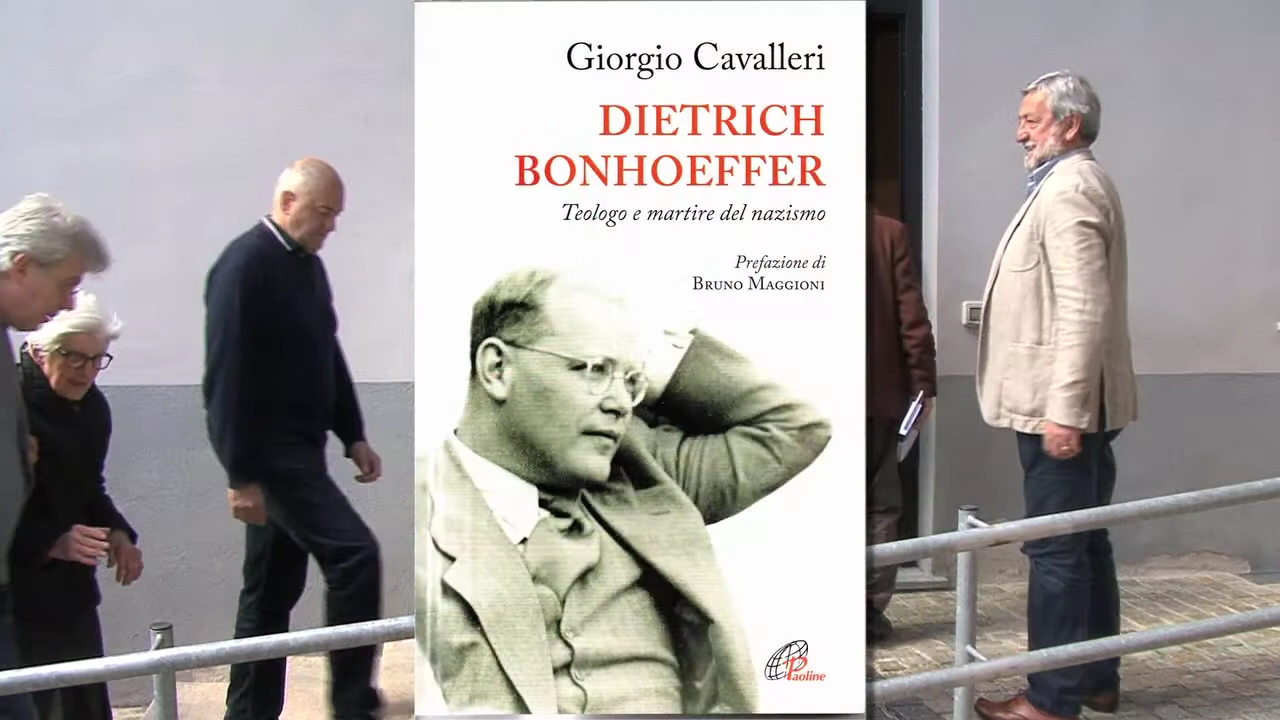 Giorgio Cavalleri
DIETRICH
BONHOEFFER
Teologo e martire del nazismo
Prefazione di
BRUNO MAGGIONI
Paoline